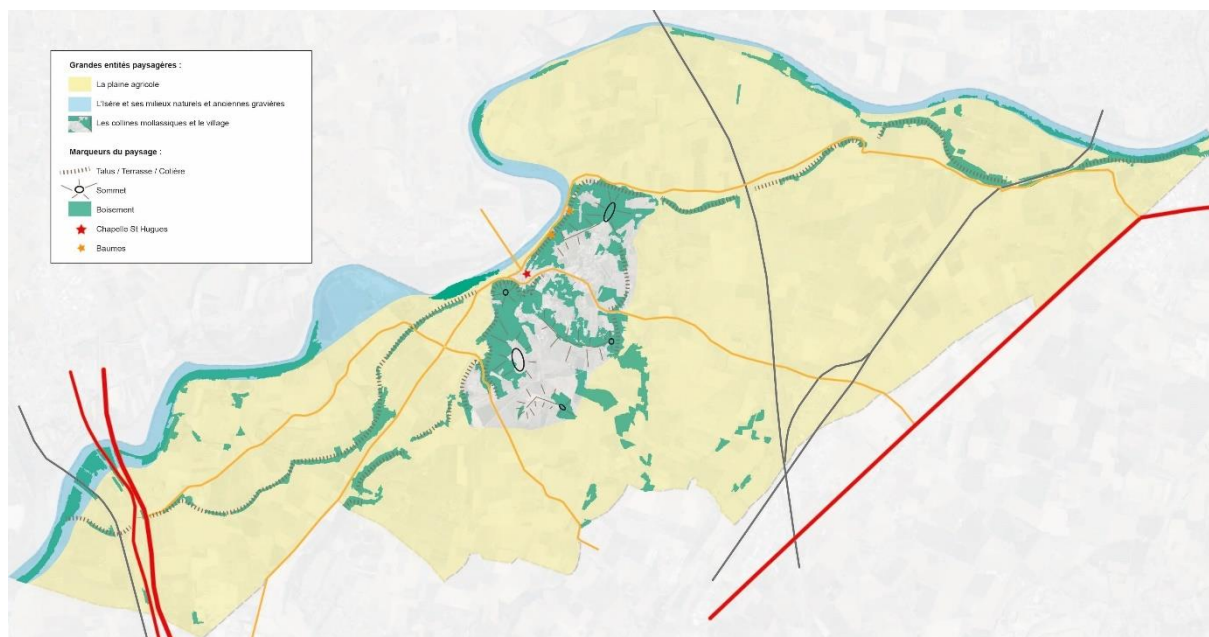 Grandes entités paysagères :
La plaine agricole
L'Isère et ses milieux naturels et anciennes gravières
Les collines mollassiques et le village
Marqueurs du paysage :
Talus / Terrasse / Cotière
Sommet
Boisement
Chapelle St Hugues
Baumes